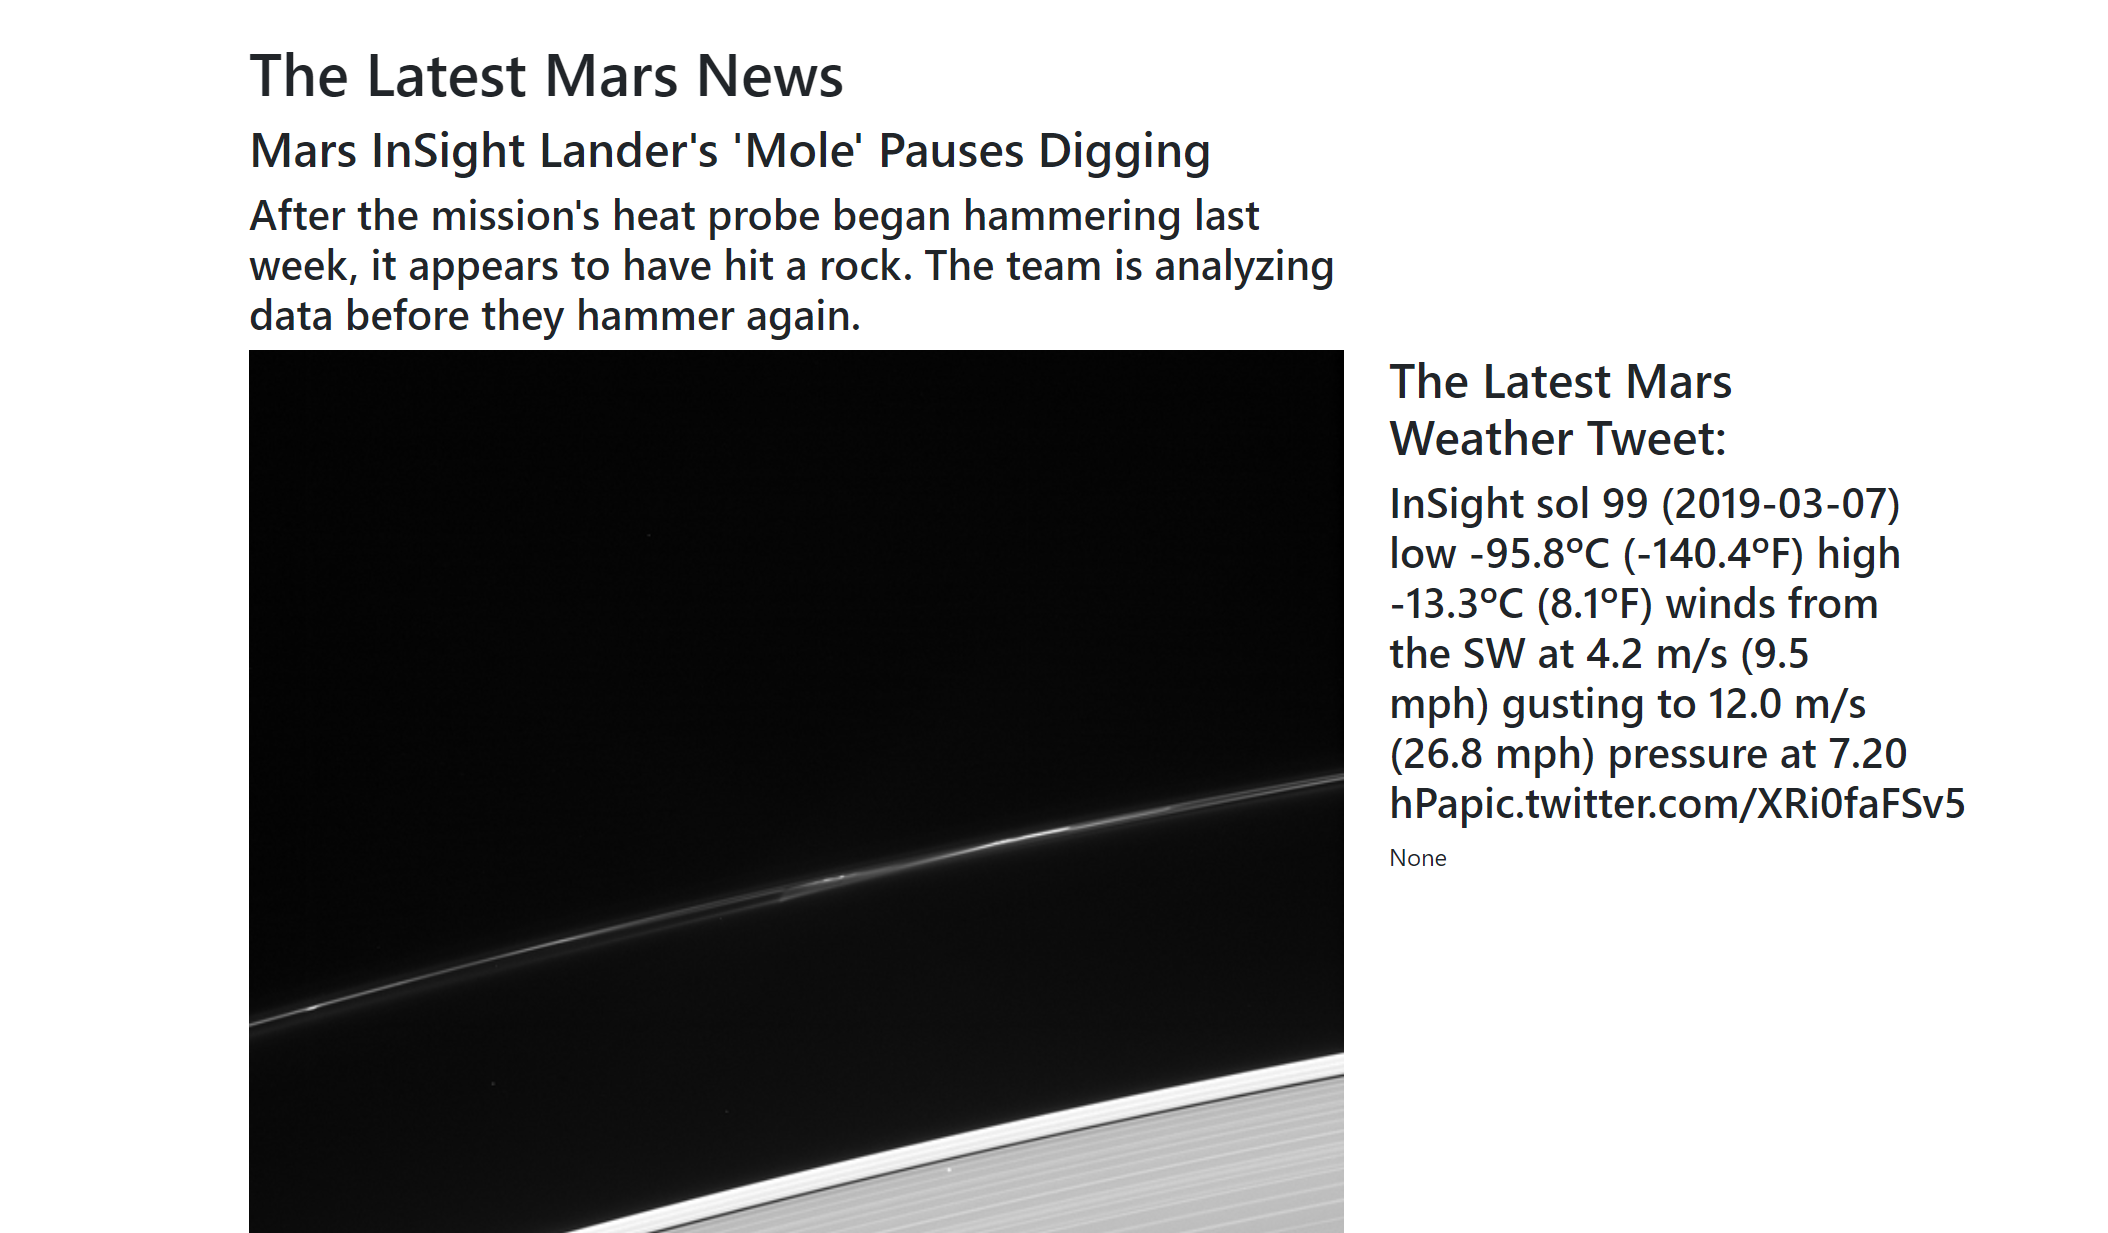 The Latest Mars News
Mars InSight Lander's 'Mole' Pauses Digging
After the mission's heat probe began hammering last
week, it appears to have hit a rock. The team is analyzing
data before they hammer again.
The Latest Mars
Weather Tweet:
InSight sol 99 (2019-03-07)
low -95.8ºC (-140.4ºF) high
-13.3ºC (8.1ºF) winds from
the SW at 4.2 m/s (9.5
mph) gusting to 12.0 m/s
(26.8 mph) pressure at 7.20
hPapic.twitter.com/XRi0faFSv5
None